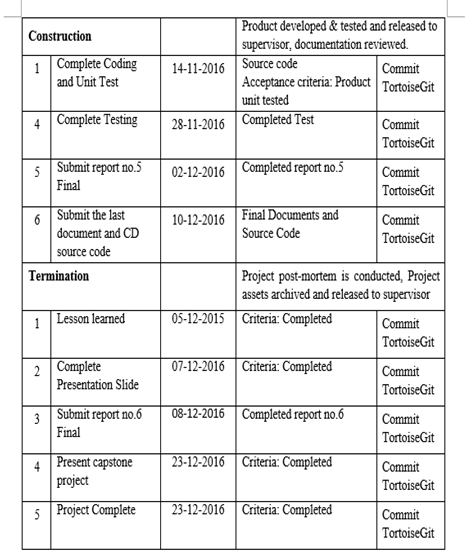 Construction
Product developed & tested and released to
supervisor, documentation reviewed.
1
Complete Coding
and Unit Test
14-11-2016
Source code
Acceptance criteria: Product
unit tested
Commit
TortoiseGit
4
Complete Testing
28-11-2016
Completed Test
Commit
TortoiseGit
5
Submit report no.5
Final
02-12-2016
Completed report no.5
Commit
TortoiseGit
6
Submit the last
document and CD
source code
10-12-2016
Final Documents and
Source Code
Commit
TortoiseGit
Termination
Project post-mortem is conducted, Project
assets archived and released to supervisor
1
Lesson learned
05-12-2015
Criteria: Completed
Commit
TortoiseGit
2
Complete
Presentation Slide
07-12-2016
Criteria: Completed
Commit
TortoiseGit
3
Submit report no.6
Final
08-12-2016
Completed report no.6
Commit
TortoiseGit
4
Present capstone
project
23-12-2016
Criteria: Completed
Commit
TortoiseGit
5
Project Complete
23-12-2016
Criteria: Completed
Commit
TortoiseGit